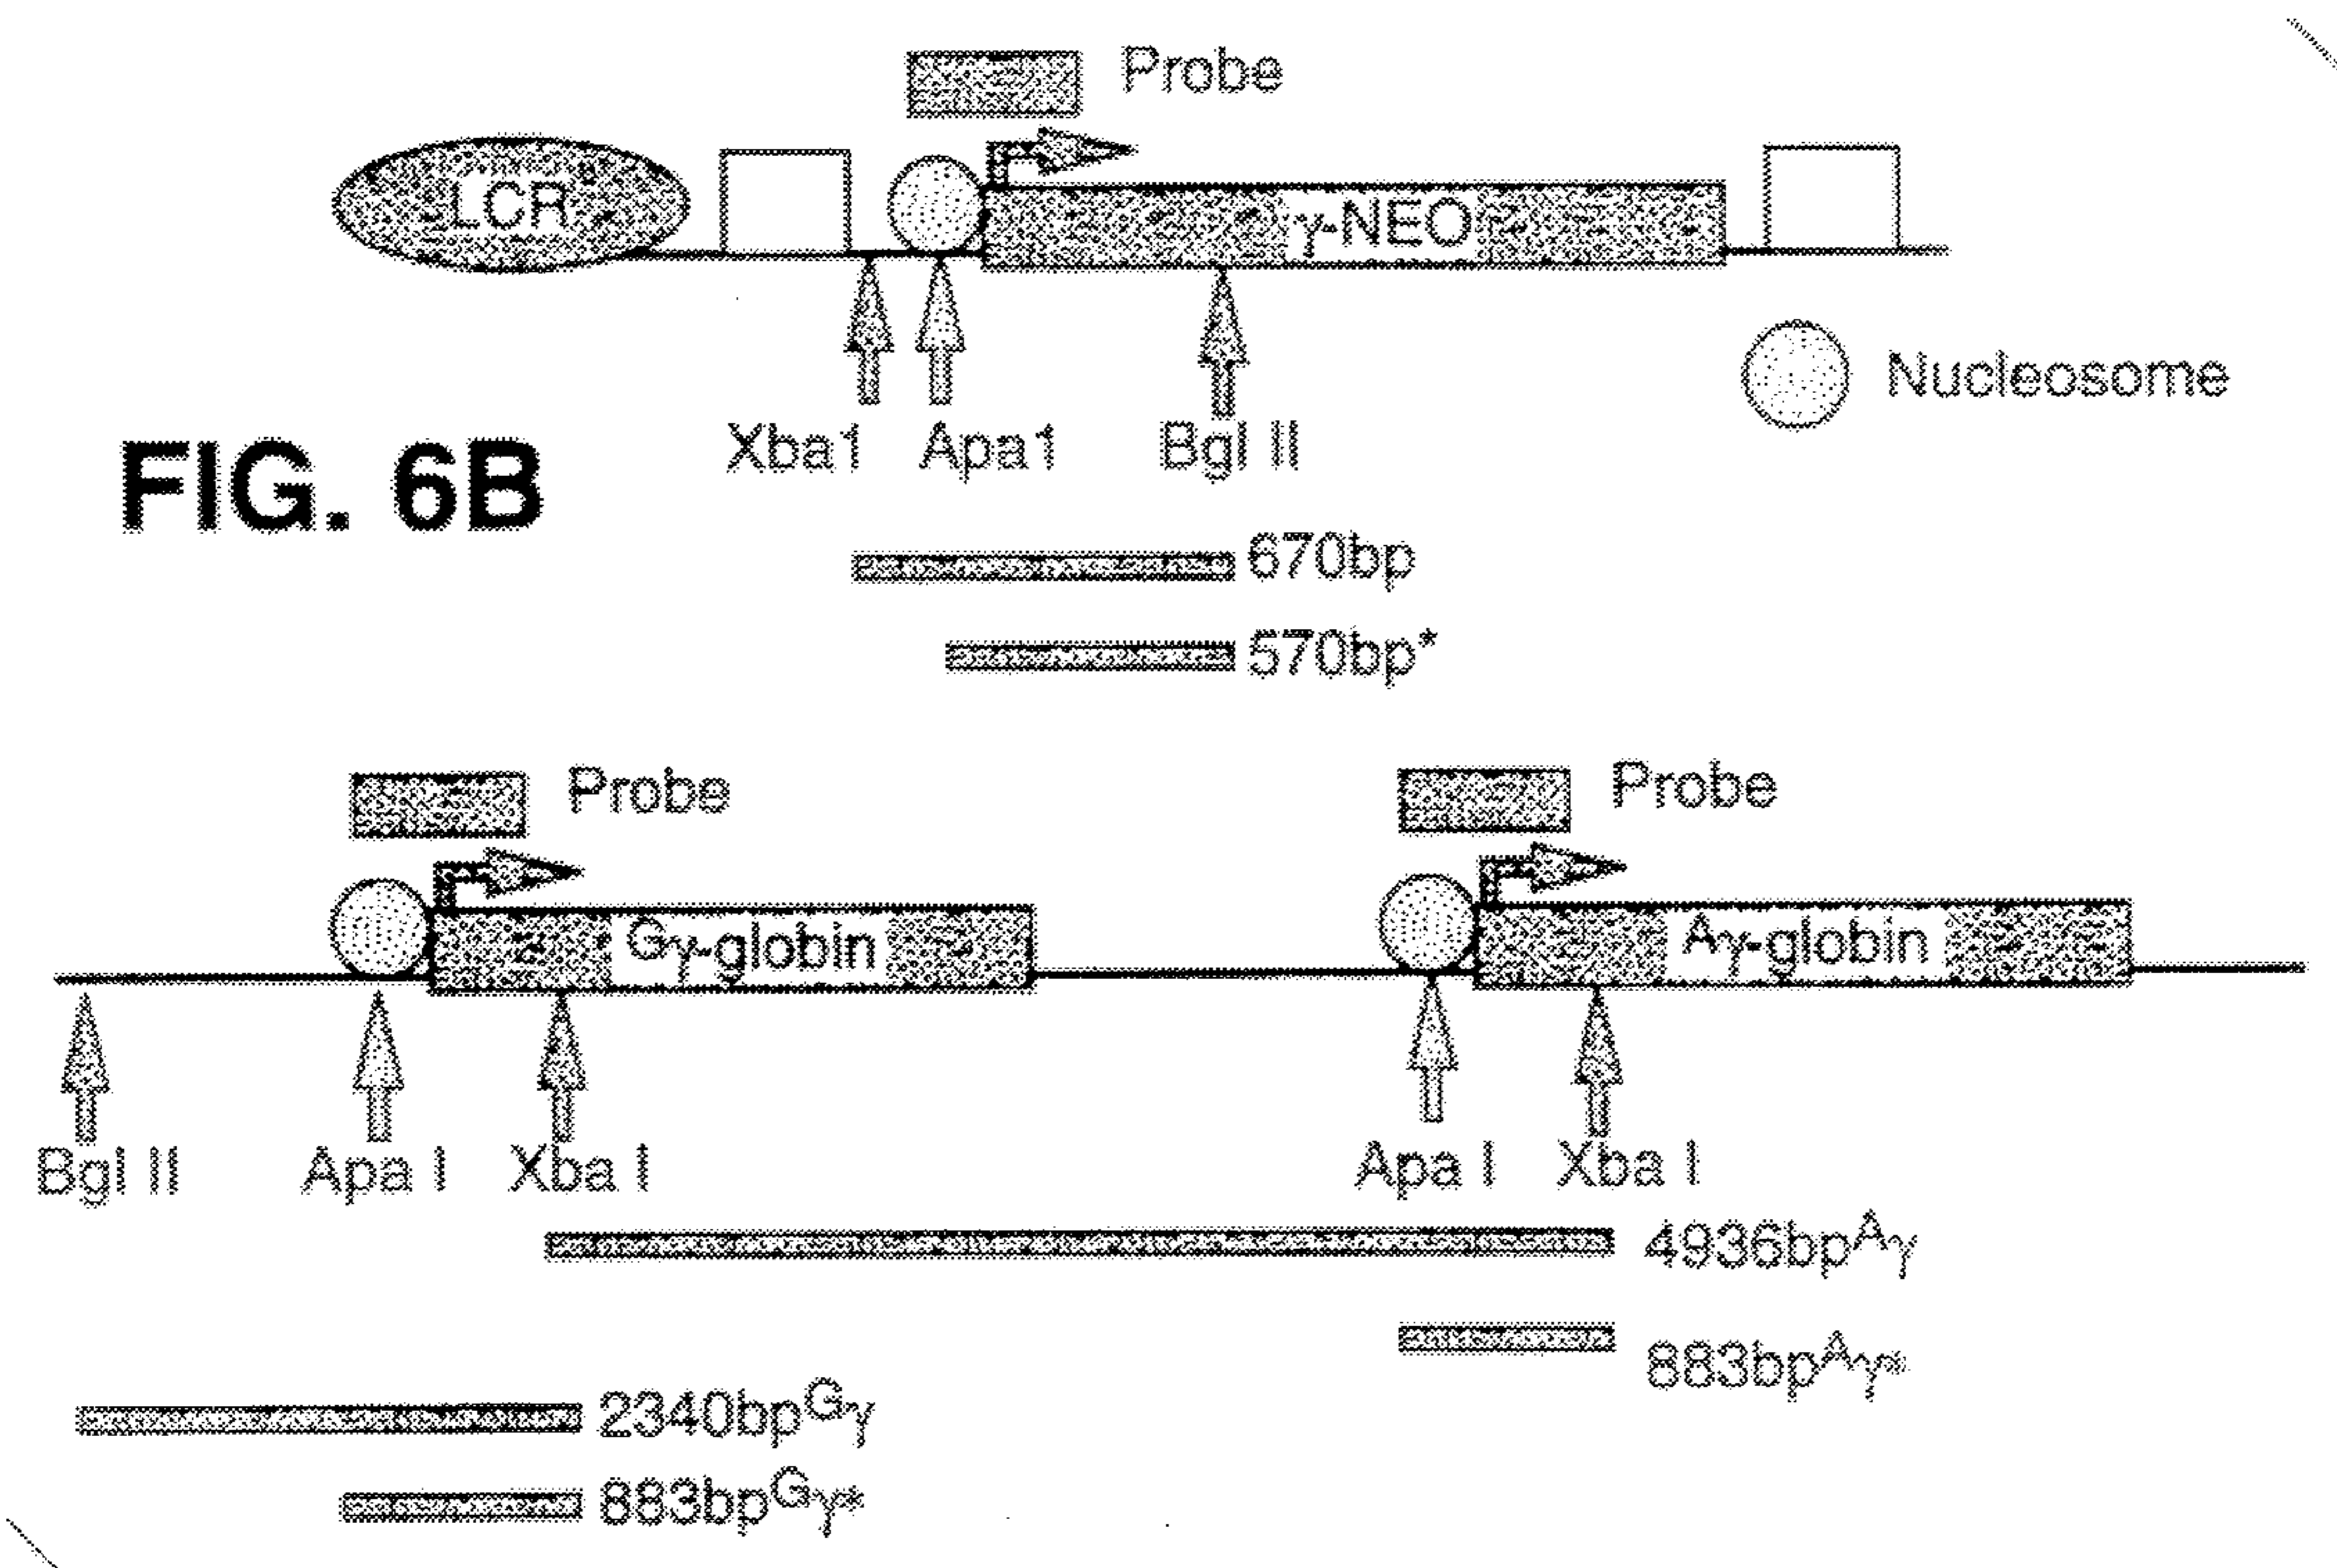 Probe
LCR
γ-NEO
Nucleosome
Xba1 Apa1 Bgl II
FIG. 6B
670bp
570bp*
Probe Probe
Gγ-globin Aγ-globin
Bgl II Apa I Xba I Apa I Xba I
4936bpAγ
883bpAγ*
2340bpGγ
883bpGγ*